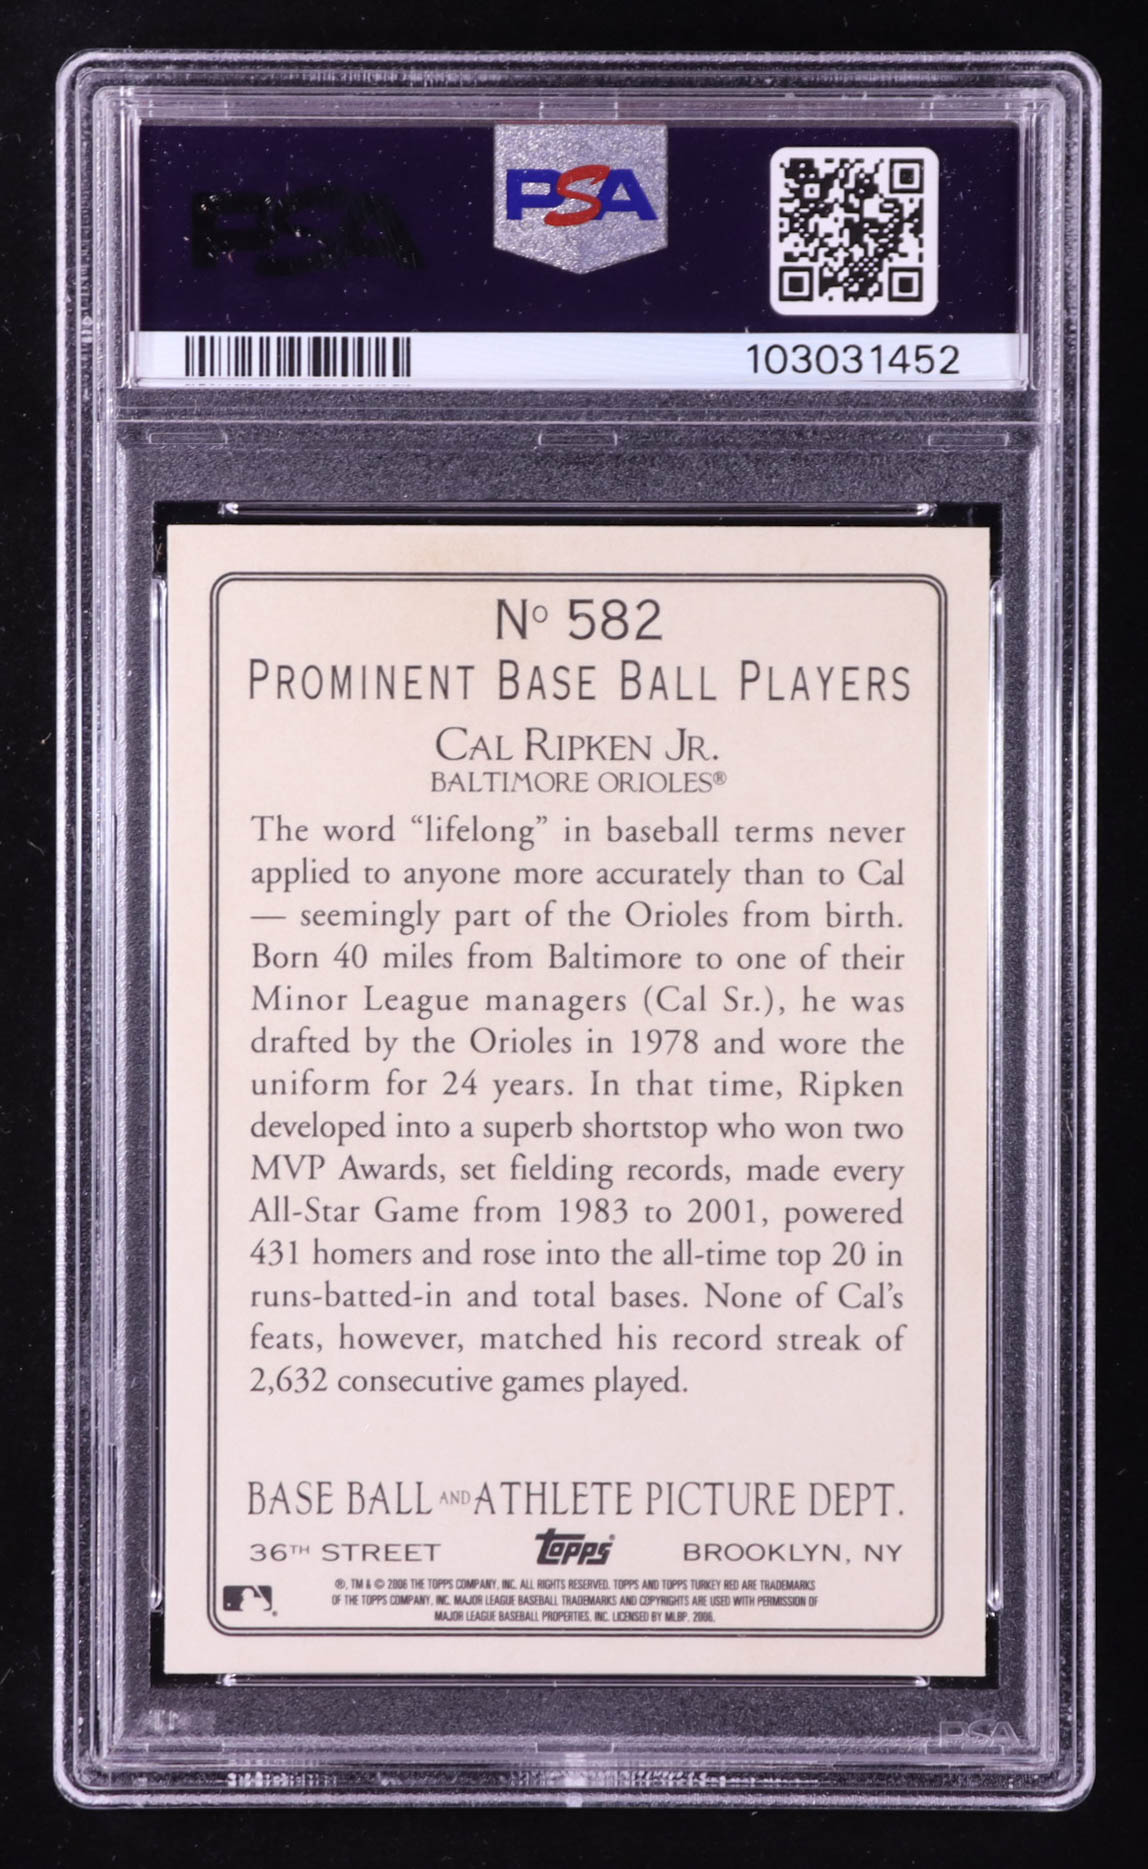 PSA
PSA
103031452
Nº 582
PROMINENT BASE BALL PLAYERS
CAL RIPKEN JR.
BALTIMORE ORIOLES®
The word “lifelong” in baseball terms never
applied to anyone more accurately than to Cal
— seemingly part of the Orioles from birth.
Born 40 miles from Baltimore to one of their
Minor League managers (Cal Sr.), he was
drafted by the Orioles in 1978 and wore the
uniform for 24 years. In that time, Ripken
developed into a superb shortstop who won two
MVP Awards, set fielding records, made every
All-Star Game from 1983 to 2001, powered
431 homers and rose into the all-time top 20 in
runs-batted-in and total bases. None of Cal’s
feats, however, matched his record streak of
2,632 consecutive games played.
BASE BALL AND ATHLETE PICTURE DEPT.
36TH STREET topps® BROOKLYN, NY
®, TM & © 2006 THE TOPPS COMPANY, INC. ALL RIGHTS RESERVED. TOPPS AND TOPPS TURKEY RED ARE TRADEMARKS
OF THE TOPPS COMPANY, INC. MAJOR LEAGUE BASEBALL TRADEMARKS AND COPYRIGHTS ARE USED WITH PERMISSION OF
MAJOR LEAGUE BASEBALL PROPERTIES, INC. LICENSED BY MLBP, 2006.
PSA